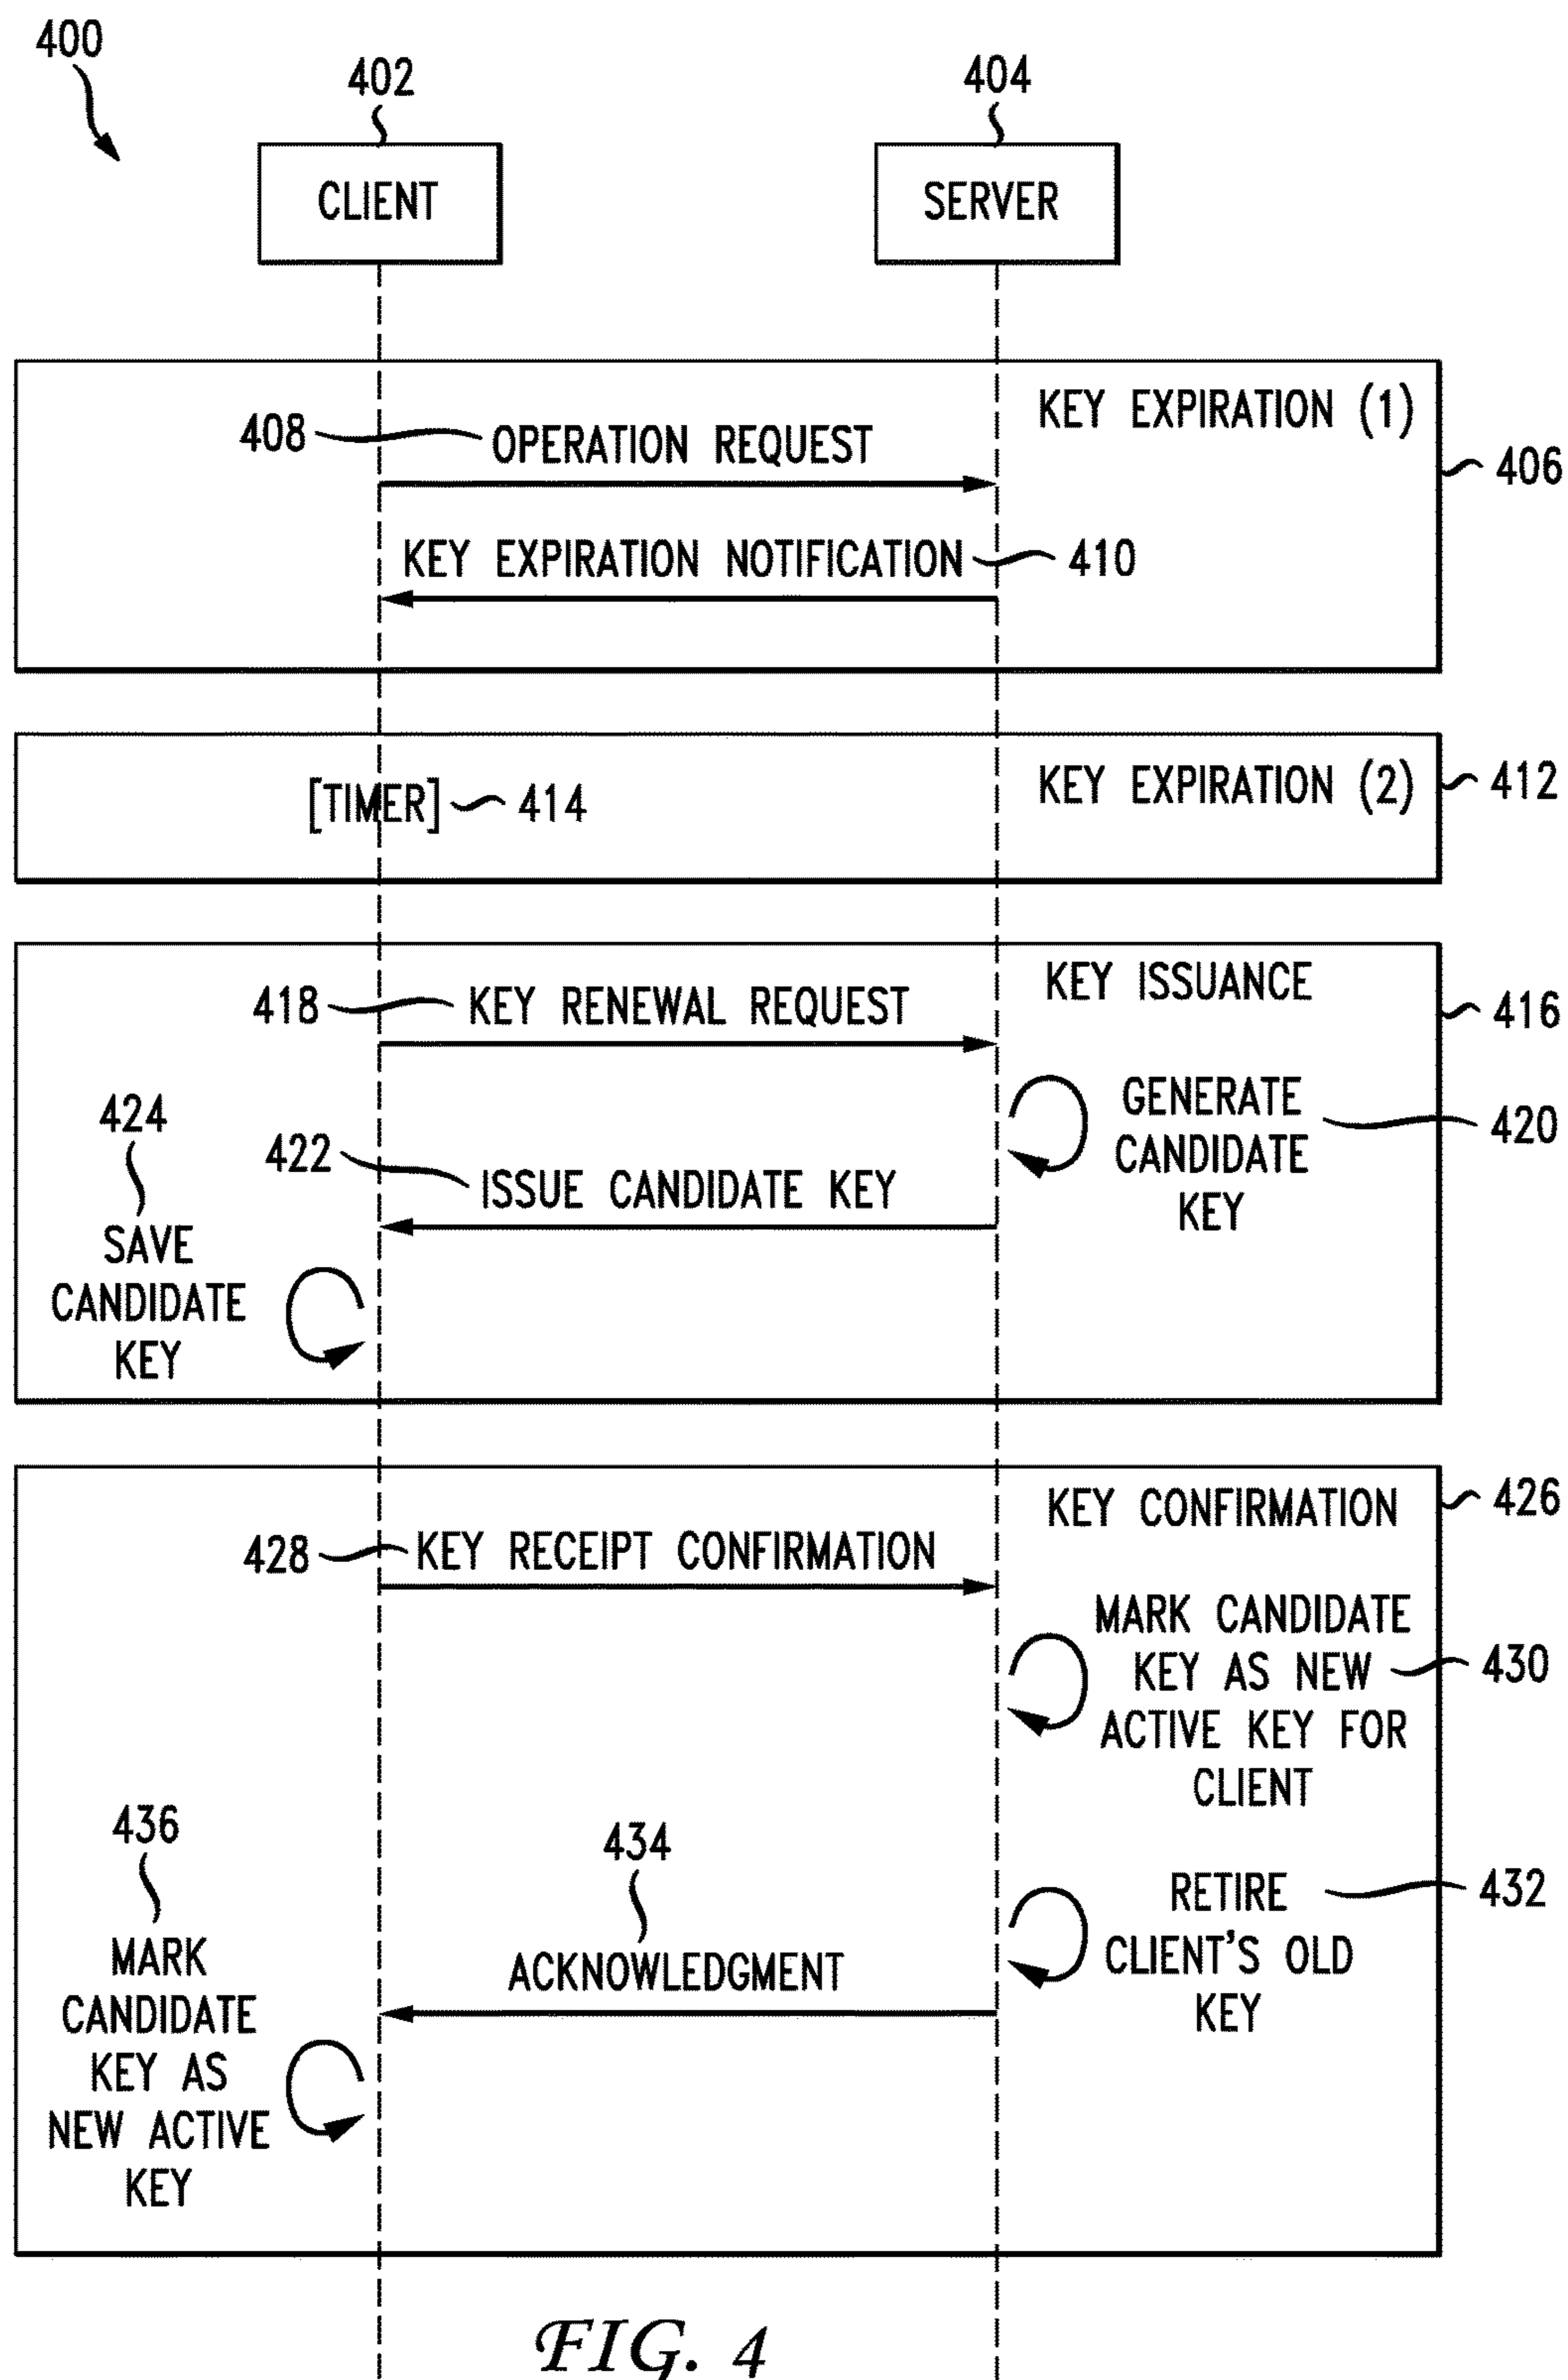 400
402
404
CLIENT
SERVER
KEY EXPIRATION (1)
408
OPERATION REQUEST
406
KEY EXPIRATION NOTIFICATION
410
KEY EXPIRATION (2)
412
[TIMER]
414
KEY ISSUANCE
418
KEY RENEWAL REQUEST
416
GENERATE
CANDIDATE
KEY
420
424
422
ISSUE CANDIDATE KEY
SAVE
CANDIDATE
KEY
KEY CONFIRMATION
426
428
KEY RECEIPT CONFIRMATION
MARK CANDIDATE
KEY AS NEW
ACTIVE KEY FOR
CLIENT
430
436
434
RETIRE
CLIENT'S OLD
KEY
432
ACKNOWLEDGMENT
MARK
CANDIDATE
KEY AS
NEW ACTIVE
KEY
FIG. 4